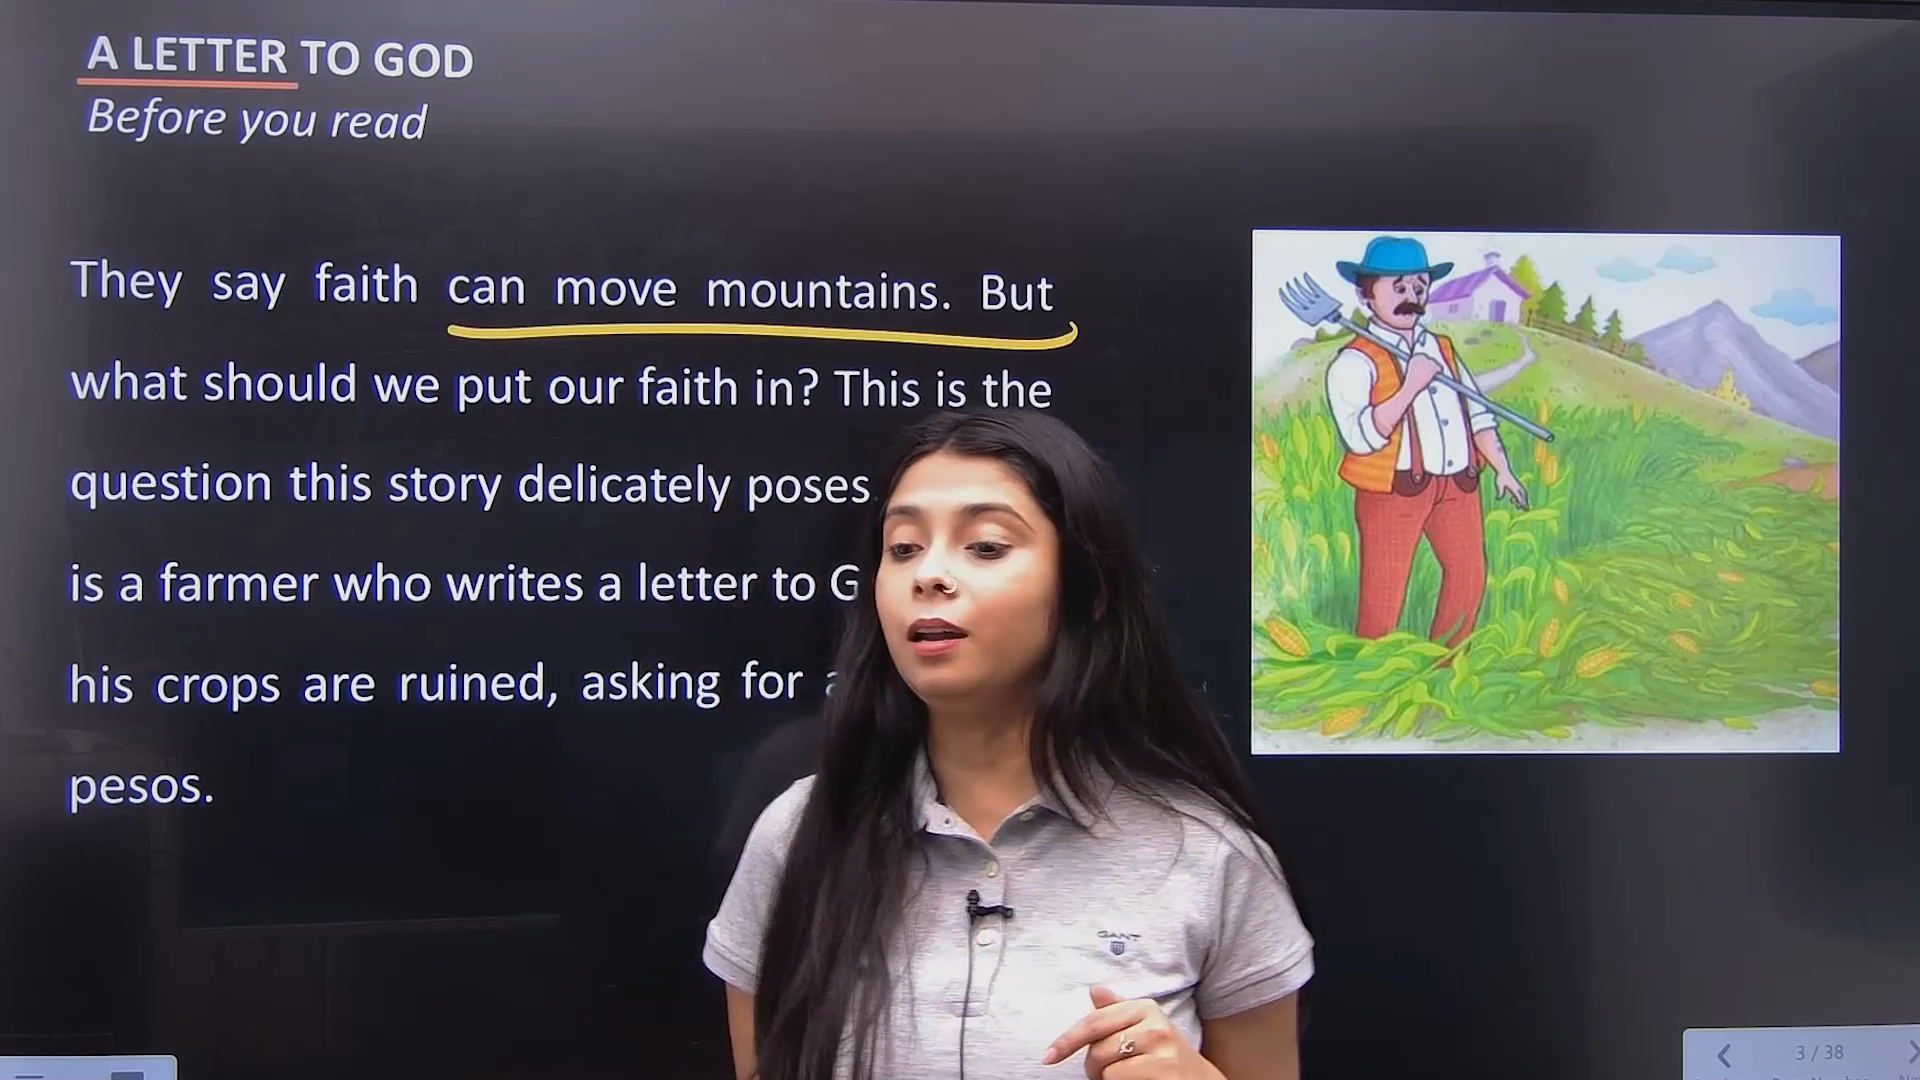 A LETTER TO GOD
Before you read
They say faith can move mountains. But
what should we put our faith in? This is the
question this story delicately poses
is a farmer who writes a letter to G
his crops are ruined, asking for a
pesos.
GANT
3 / 38